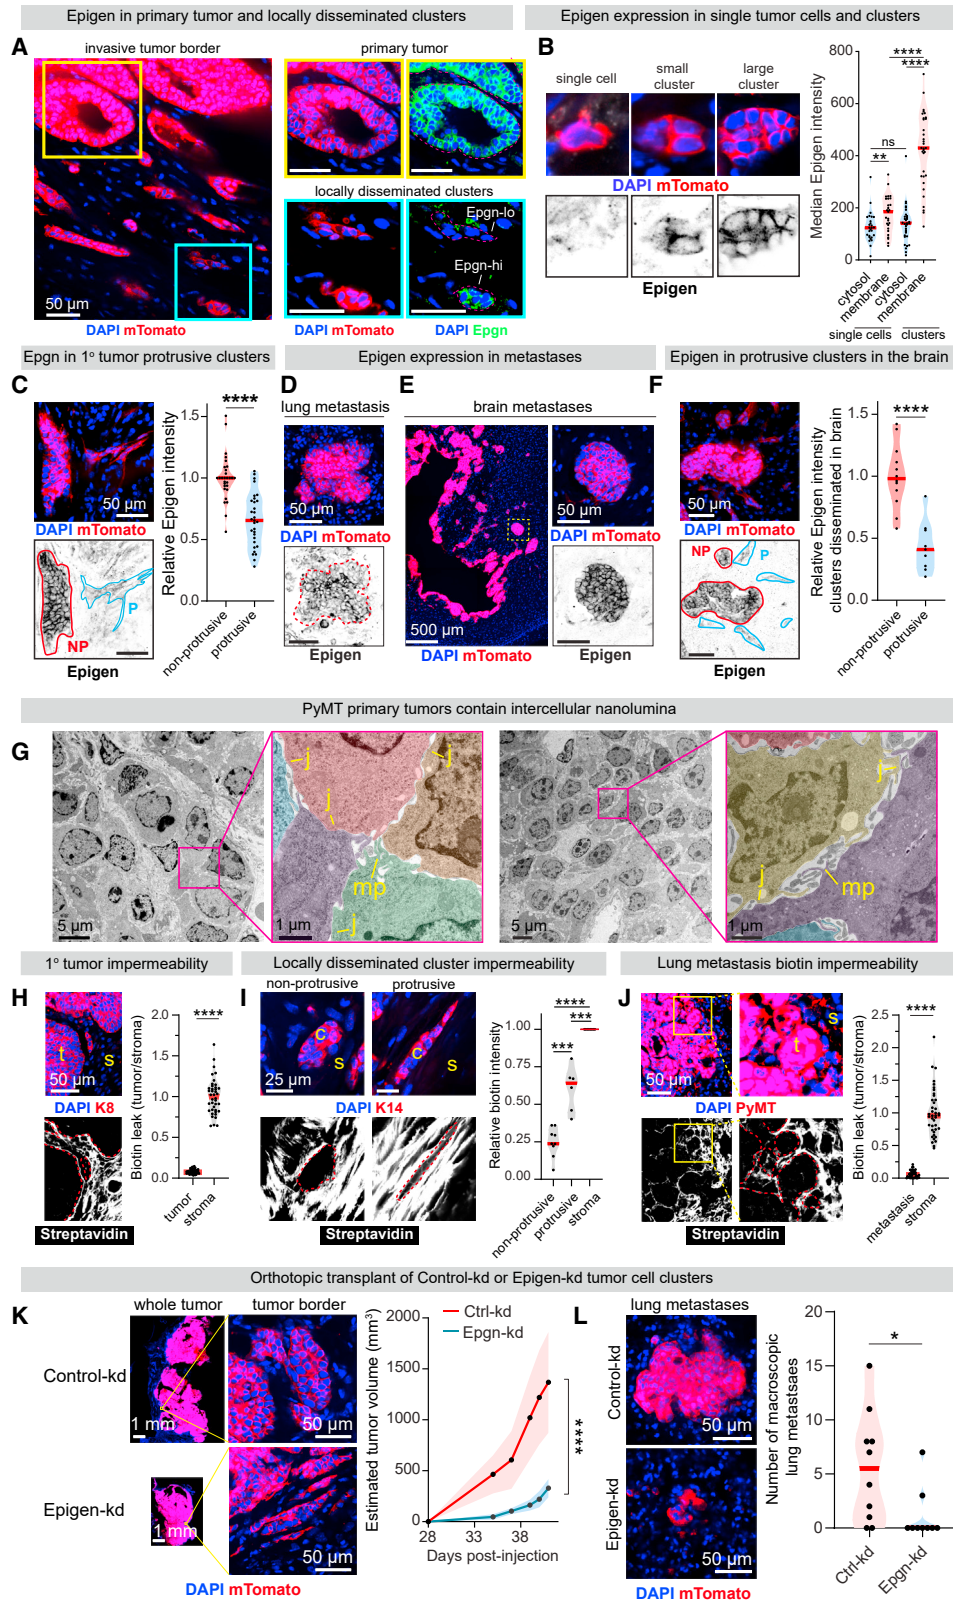 Epigen in primary tumor and locally disseminated clusters
Epigen expression in single tumor cells and clusters
A
invasive tumor border
primary tumor
locally disseminated clusters
Epgn-lo
Epgn-hi
50 µm
DAPI mTomato
DAPI mTomato
DAPI Epgn
B
single cell
small cluster
large cluster
DAPI mTomato
Epigen
Median Epigen intensity
800
600
400
200
0
ns
**
****
****
cytosol
membrane
cytosol
membrane
single cells
clusters
Epgn in 1º tumor protrusive clusters
Epigen expression in metastases
Epigen in protrusive clusters in the brain
C
50 µm
DAPI mTomato
NP
P
Epigen
Relative Epigen intensity
1.5
1.0
0.5
0.0
****
non-protrusive
protrusive
D
lung metastasis
50 µm
DAPI mTomato
Epigen
E
brain metastases
500 µm
DAPI mTomato
50 µm
DAPI mTomato
Epigen
F
50 µm
DAPI mTomato
NP
P
Epigen
Relative Epigen intensity
clusters disseminated in brain
1.5
1.0
0.5
0.0
****
non-protrusive
protrusive
PyMT primary tumors contain intercellular nanolumina
G
5 µm
j
j
j
mp
1 µm
5 µm
j
j
mp
1 µm
1º tumor impermeability
Locally disseminated cluster impermeability
Lung metastasis biotin impermeability
H
t
s
50 µm
DAPI K8
Streptavidin
Biotin leak (tumor/stroma)
2.0
1.5
1.0
0.5
0.0
****
tumor
stroma
I
non-protrusive
protrusive
c
s
c
s
25 µm
DAPI K14
Streptavidin
Relative biotin intensity
1.00
0.75
0.50
0.25
0.00
****
***
***
non-protrusive
protrusive
stroma
J
50 µm
t
s
DAPI PyMT
Streptavidin
Biotin leak (tumor/stroma)
2.5
2.0
1.5
1.0
0.5
0.0
****
metastasis
stroma
Orthotopic transplant of Control-kd or Epigen-kd tumor cell clusters
K
whole tumor
tumor border
Control-kd
1 mm
50 µm
Epigen-kd
1 mm
50 µm
DAPI mTomato
Estimated tumor volume (mm³)
2000
1500
1000
500
0
Ctrl-kd
Epgn-kd
****
28
33
38
Days post-injection
L
lung metastases
Control-kd
50 µm
Epigen-kd
50 µm
DAPI mTomato
Number of macroscopic
lung metastsaes
20
15
10
5
0
*
Ctrl-kd
Epgn-kd